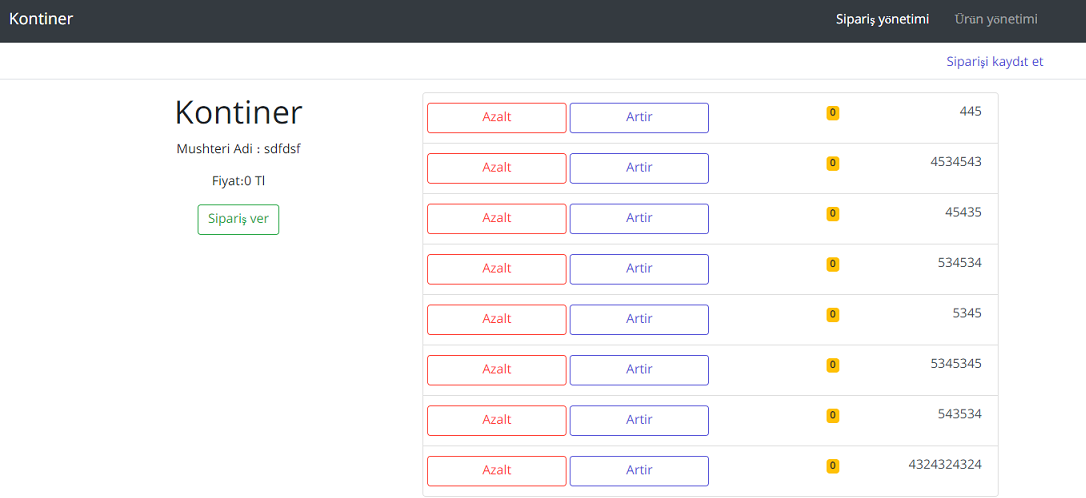 Kontiner Sipariş yönetimi Ürün yönetimi
Siparişi kaydıt et
Kontiner
Mushteri Adi : sdfdsf
Fiyat:0 Tl
Sipariş ver
Azalt Artir 0 445
Azalt Artir 0 4534543
Azalt Artir 0 45435
Azalt Artir 0 534534
Azalt Artir 0 5345
Azalt Artir 0 5345345
Azalt Artir 0 543534
Azalt Artir 0 4324324324